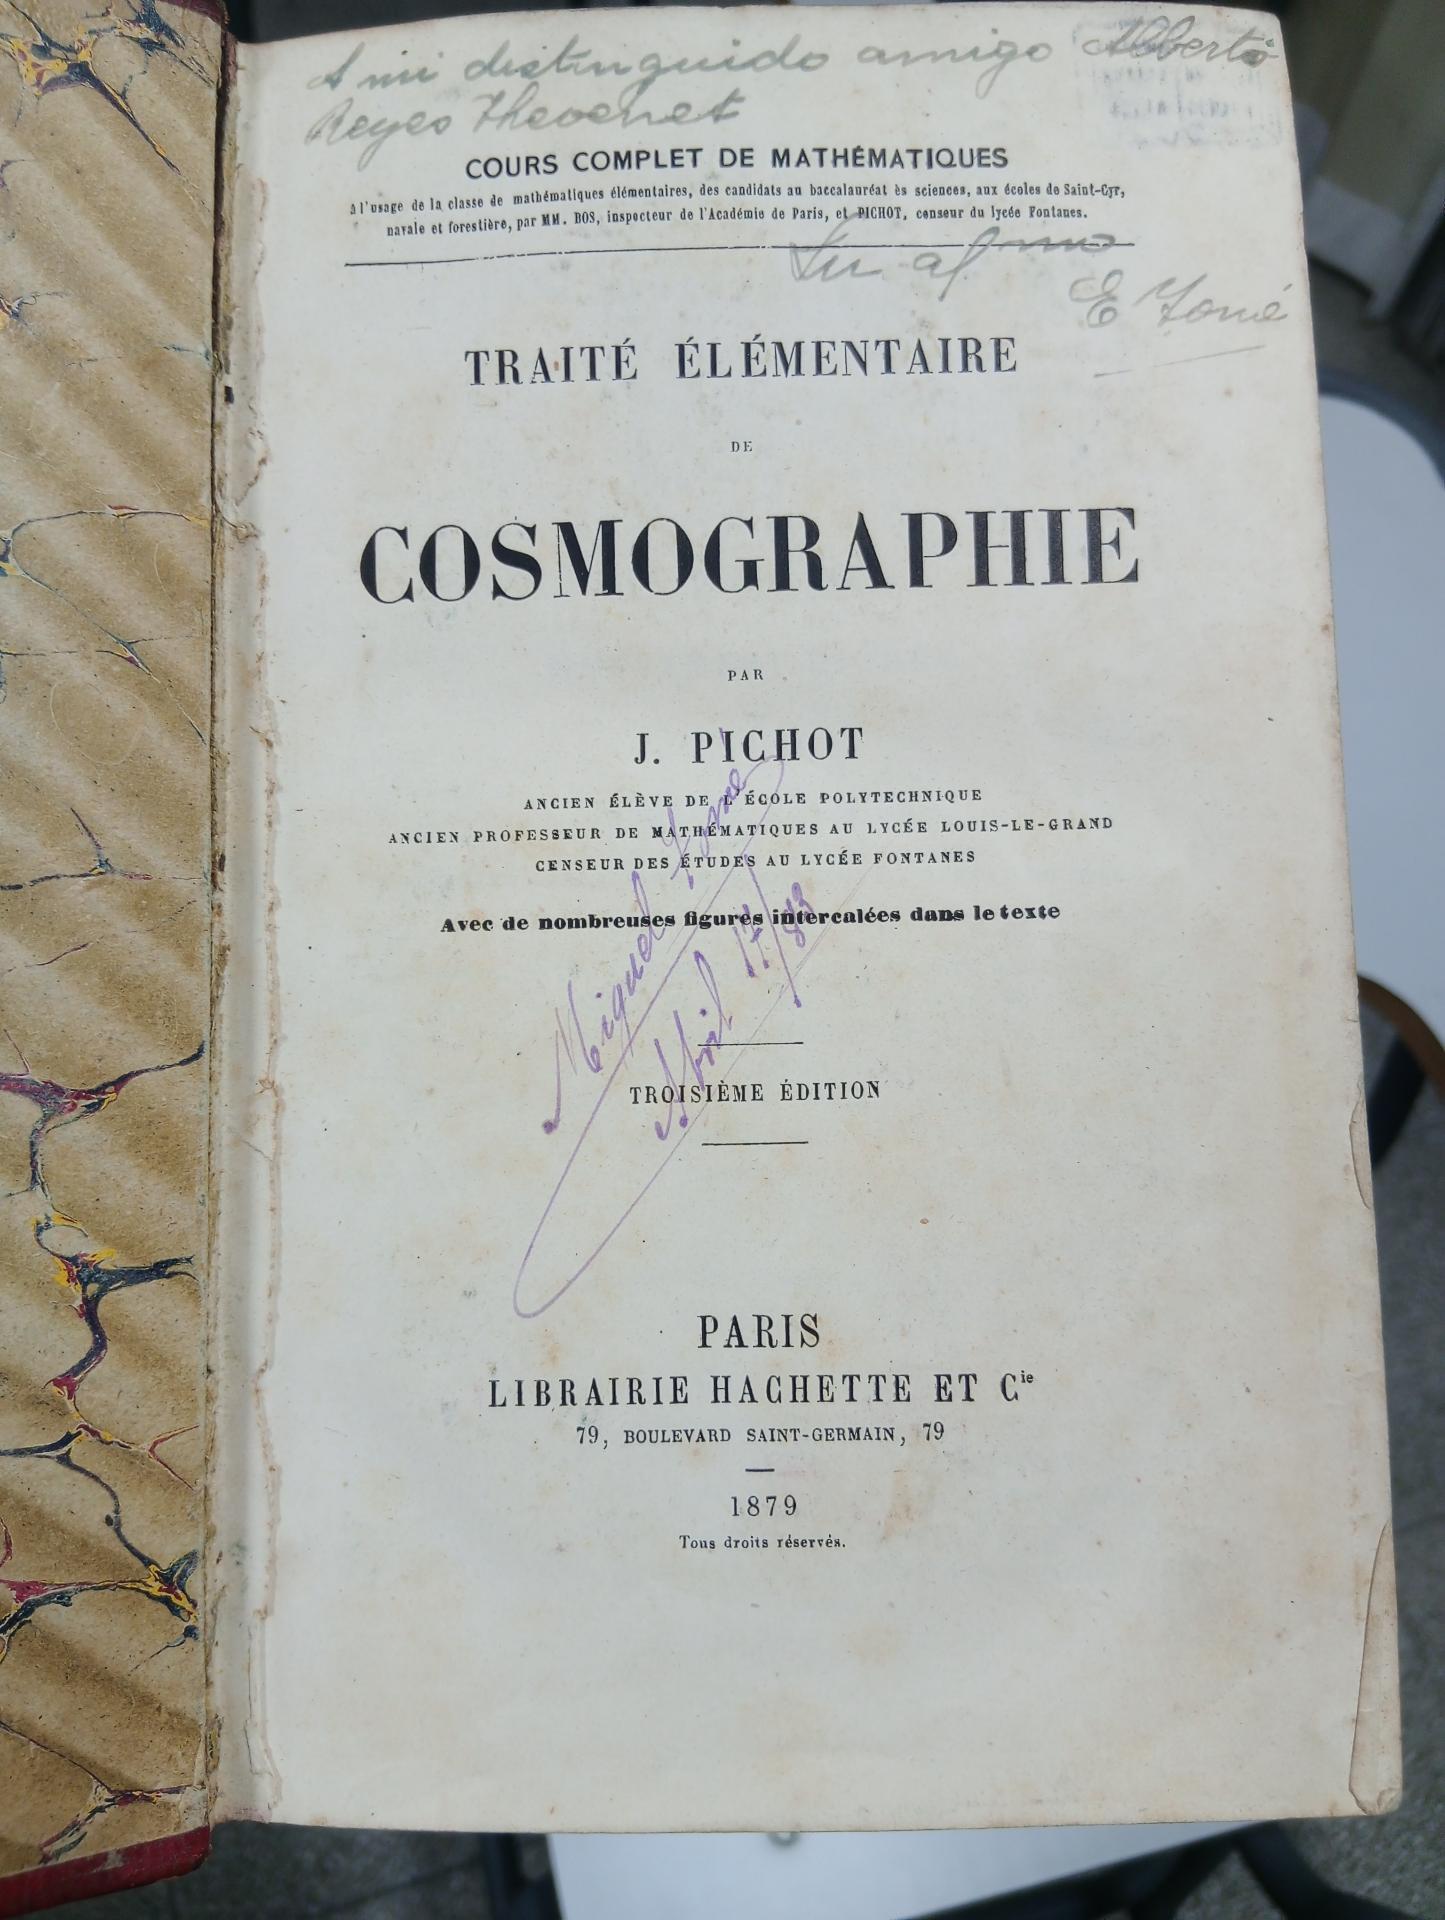 A mi distinguido amigo Alberto
Reyes Thevenet
COURS COMPLET DE MATHÉMATIQUES
à l'usage de la classe de mathématiques élémentaires, des candidats au baccalauréat ès sciences, aux écoles de Saint-Cyr,
navale et forestière, par MM. BOS, inspecteur de l'Académie de Paris, et PICHOT, censeur du lycée Fontanes.
Su afmo
E Tomé
TRAITÉ ÉLÉMENTAIRE
DE
COSMOGRAPHIE
PAR
J. PICHOT
ANCIEN ÉLÈVE DE L'ÉCOLE POLYTECHNIQUE
ANCIEN PROFESSEUR DE MATHÉMATIQUES AU LYCÉE LOUIS-LE-GRAND
CENSEUR DES ÉTUDES AU LYCÉE FONTANES
Avec de nombreuses figures intercalées dans le texte
Miguel Tomé
Abril 17/83
TROISIÈME ÉDITION
PARIS
LIBRAIRIE HACHETTE ET Cie
79, BOULEVARD SAINT-GERMAIN, 79
1879
Tous droits réservés.